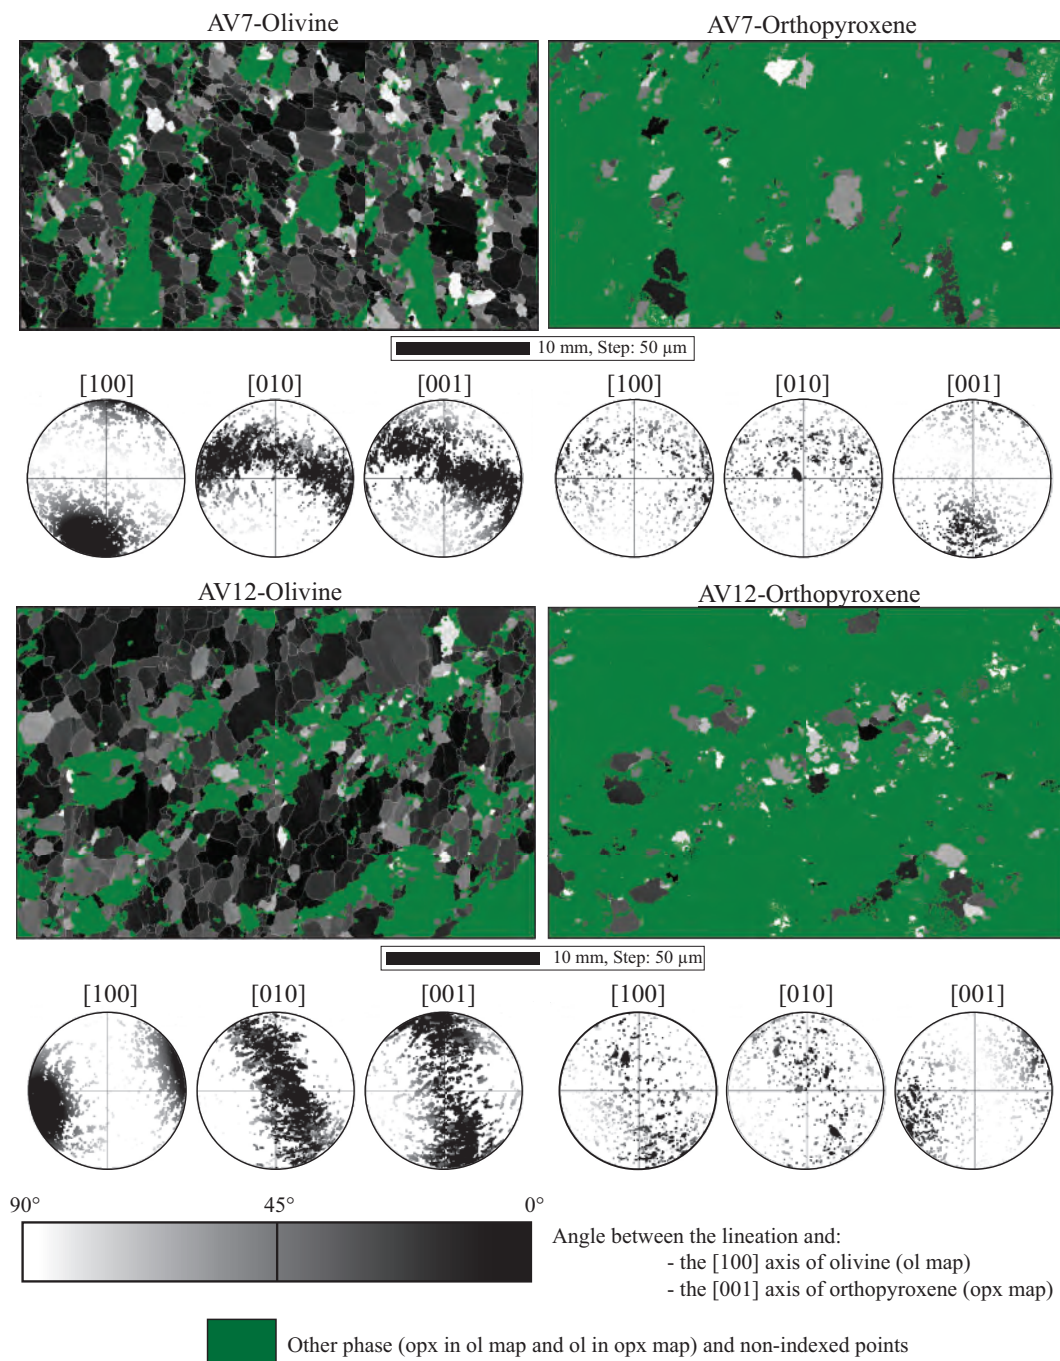 AV7-Olivine
AV7-Orthopyroxene
10 mm, Step: 50 µm
[100] [010] [001] [100] [010] [001]
AV12-Olivine
AV12-Orthopyroxene
10 mm, Step: 50 µm
[100] [010] [001] [100] [010] [001]
90° 45° 0°
Angle between the lineation and:
- the [100] axis of olivine (ol map)
- the [001] axis of orthopyroxene (opx map)
Other phase (opx in ol map and ol in opx map) and non-indexed points